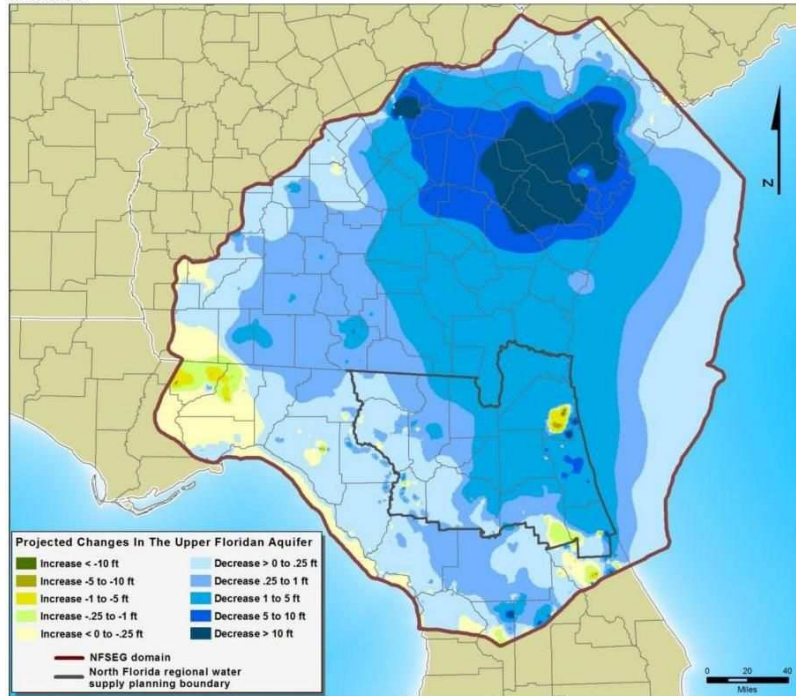 Projected Changes In The Upper Floridan Aquifer
Increase < -10 ft
Increase -5 to -10 ft
Increase -1 to -5 ft
Increase -.25 to -1 ft
Increase < 0 to -.25 ft
Decrease > 0 to .25 ft
Decrease .25 to 1 ft
Decrease 1 to 5 ft
Decrease 5 to 10 ft
Decrease > 10 ft
NFSEG domain
North Florida regional water
supply planning boundary
N
0 20 40
Miles